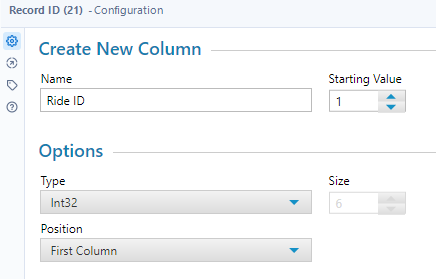 Record ID (21) - Configuration
Create New Column
Name Starting Value
Ride ID 1
Options
Type Size
Int32 6
Position
First Column